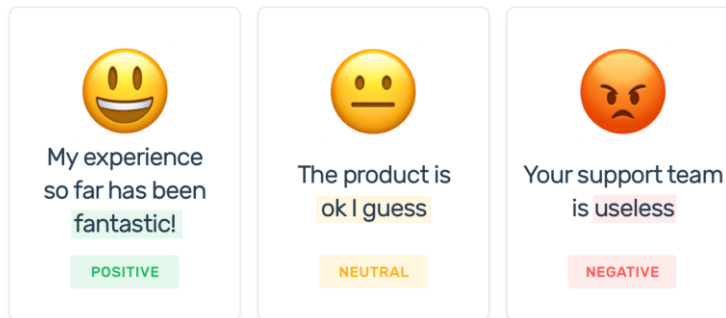 My experience
so far has been
fantastic!
POSITIVE
The product is
ok I guess
NEUTRAL
Your support team
is useless
NEGATIVE